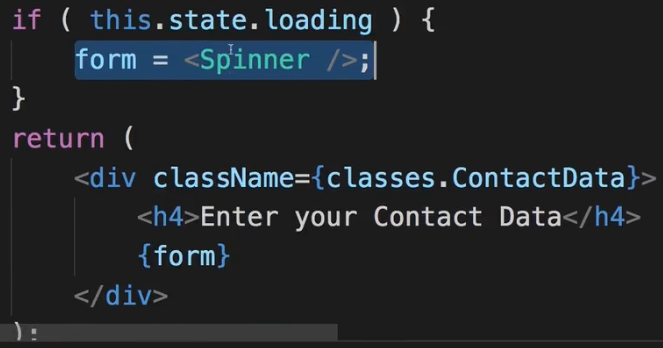 if ( this.state.loading ) {
form = <Spinner />;
}
return (
<div className={classes.ContactData}>
<h4>Enter your Contact Data</h4>
{form}
</div>
);